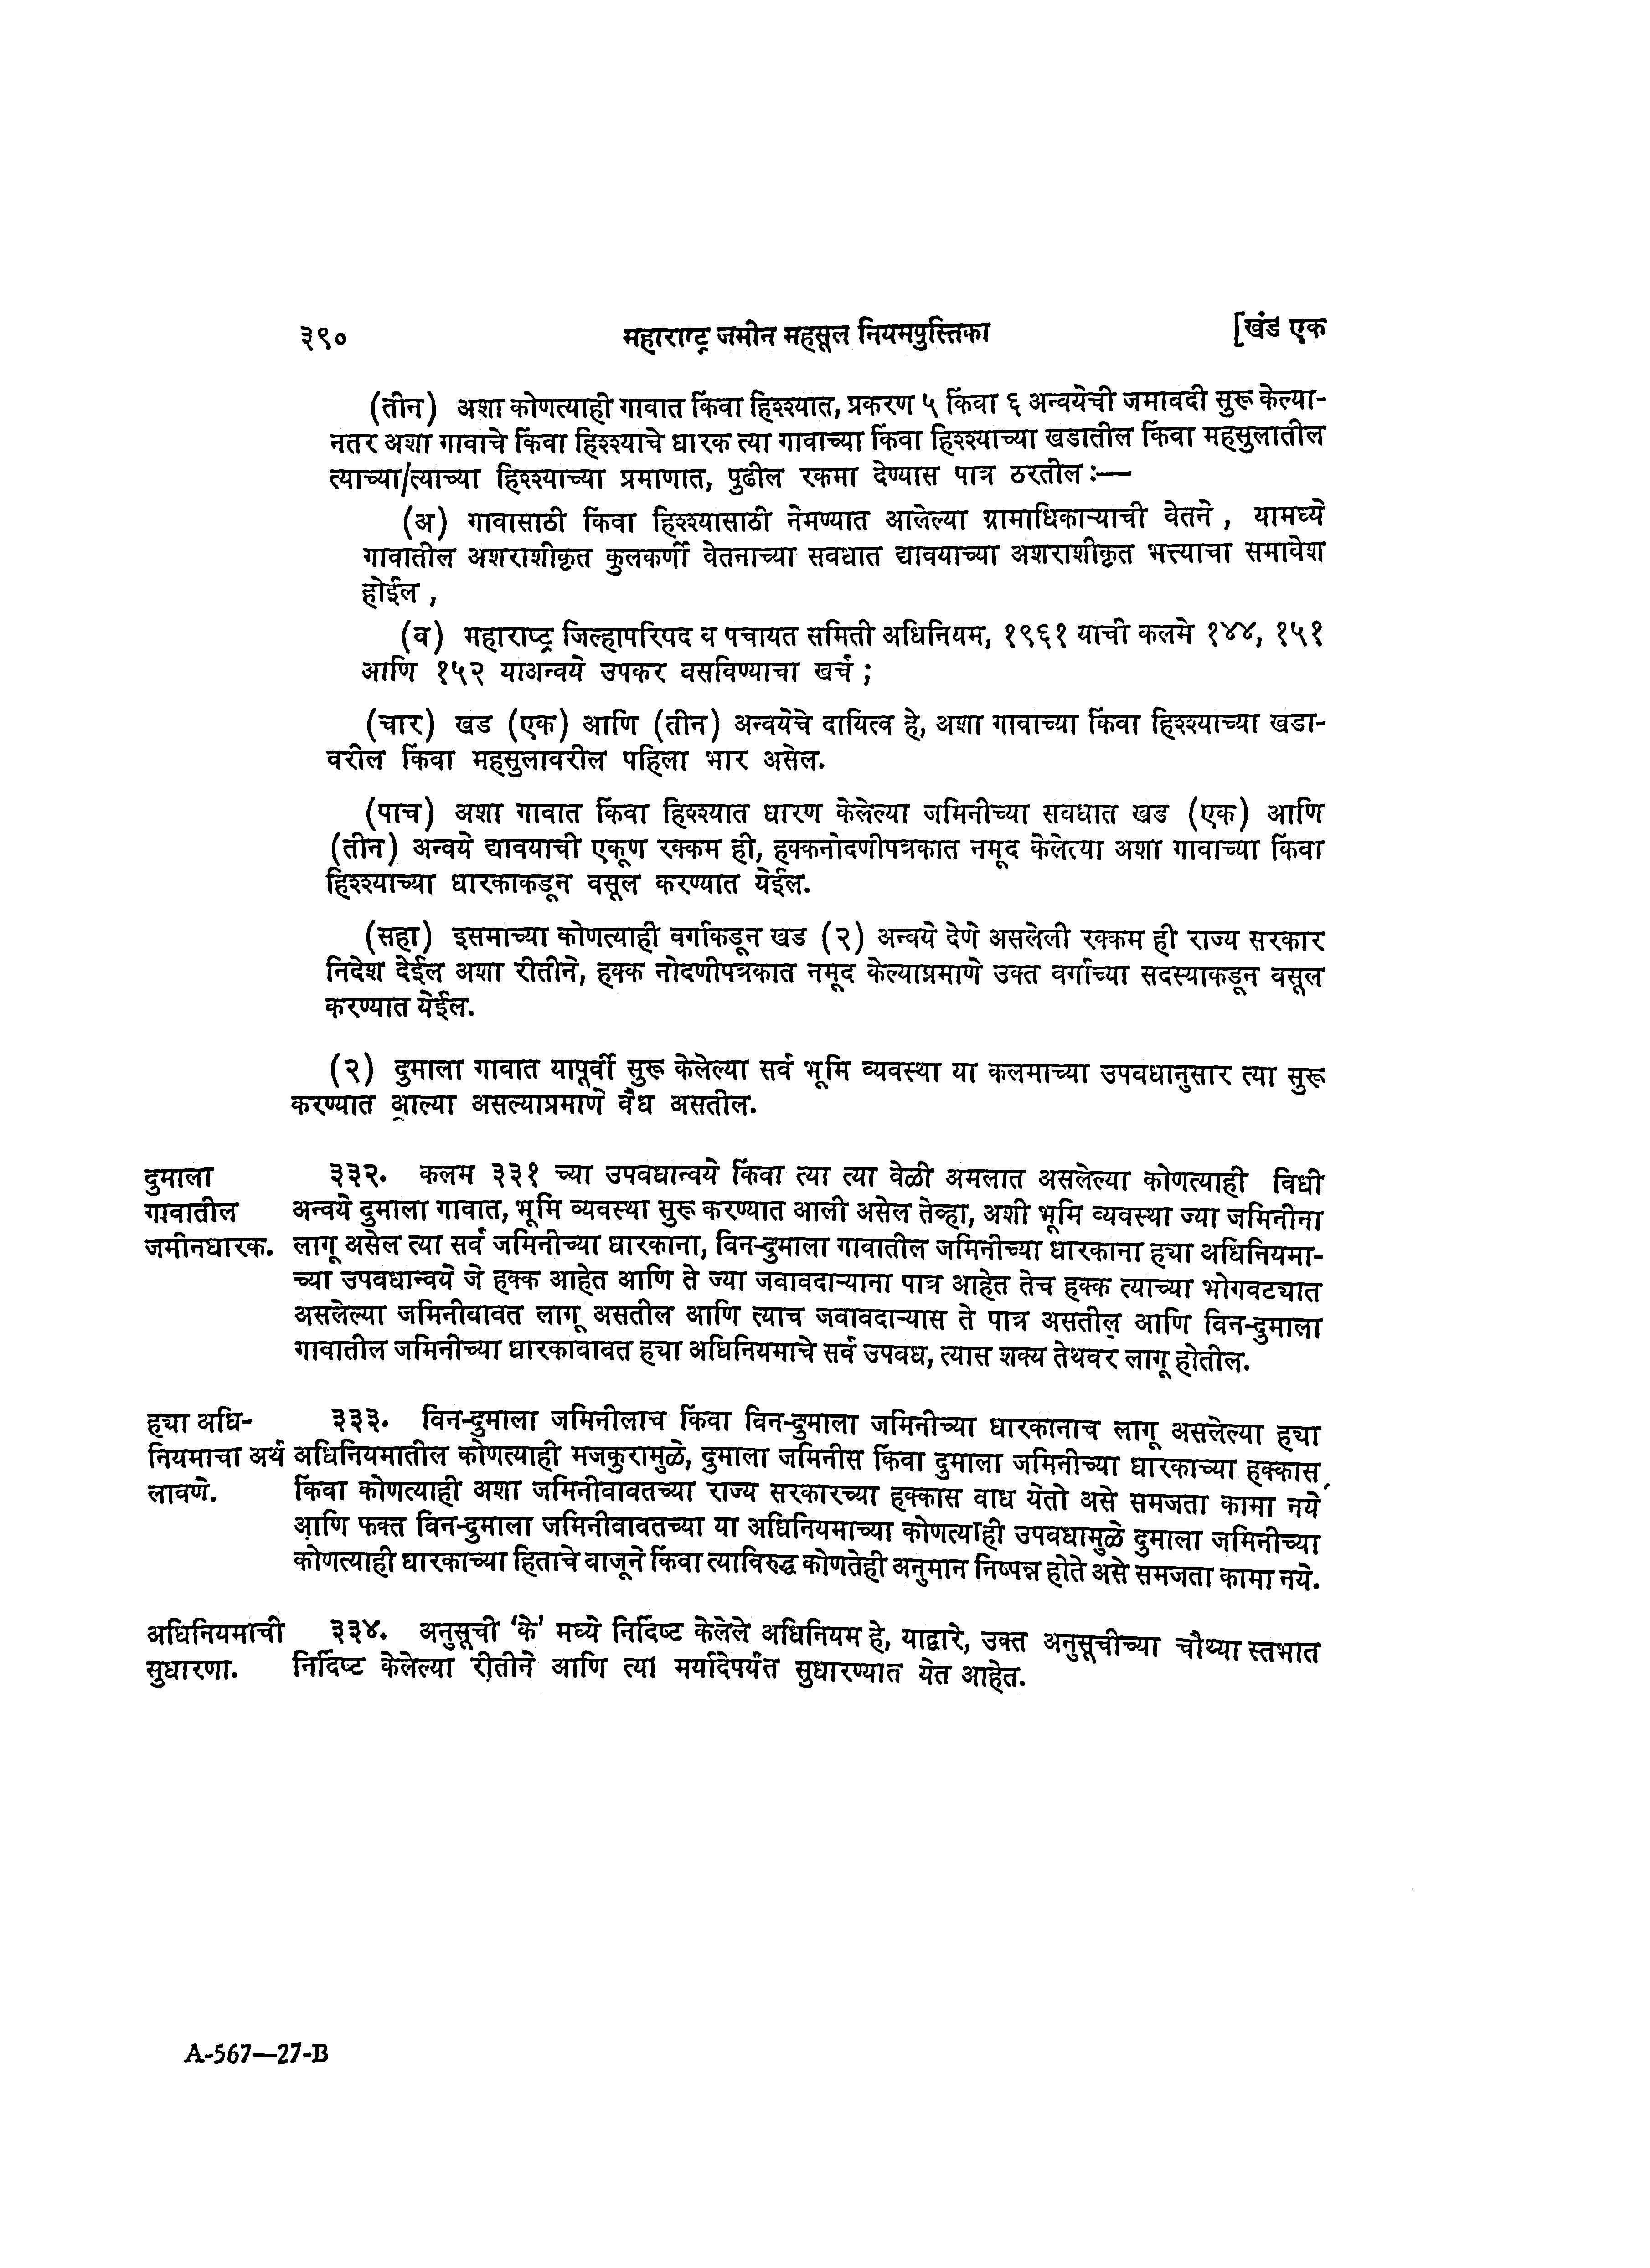 ३९० महाराष्ट्र जमीन महसूल नियमपुस्तिका [खंड एक
(तीन) अशा कोणत्याही गावात किंवा हिश्श्यात, प्रकरण ५ किंवा ६ अन्वयेची जमावदी सुरू केल्या-
नतर अशा गावाचे किंवा हिश्श्याचे धारक त्या गावाच्या किंवा हिश्श्याच्या खडातील किंवा महसुलातील
त्याच्या/त्याच्या हिश्श्याच्या प्रमाणात, पुढील रकमा देण्यास पात्र ठरतील :—
(अ) गावासाठी किंवा हिश्श्यासाठी नेमण्यात आलेल्या ग्रामाधिकाऱ्याची वेतने , यामध्ये
गावातील अशराशीकृत कुलकर्णी वेतनाच्या सवधात द्यावयाच्या अशराशीकृत भत्त्याचा समावेश
होईल ,
(व) महाराष्ट्र जिल्हापरिषद व पचायत समिती अधिनियम, १९६१ याची कलमे १४४, १५१
आणि १५२ याअन्वये उपकर वसविण्याचा खर्च ;
(चार) खड (एक) आणि (तीन) अन्वयेचे दायित्व हे, अशा गावाच्या किंवा हिश्श्याच्या खडा-
वरील किंवा महसुलावरील पहिला भार असेल.
(पाच) अशा गावात किंवा हिश्श्यात धारण केलेल्या जमिनीच्या सवधात खड (एक) आणि
(तीन) अन्वये द्यावयाची एकूण रक्कम ही, हक्कनोदणीपत्रकात नमूद केलेल्या अशा गावाच्या किंवा
हिश्श्याच्या धारकाकडून वसूल करण्यात येईल.
(सहा) इसमाच्या कोणत्याही वर्गाकडून खड (२) अन्वये देणे असलेली रक्कम ही राज्य सरकार
निदेश देईल अशा रीतीने, हक्क नोदणीपत्रकात नमूद केल्याप्रमाणे उक्त वर्गाच्या सदस्याकडून वसूल
करण्यात येईल.
(२) दुमाला गावात यापूर्वी सुरू केलेल्या सर्व भूमि व्यवस्था या कलमाच्या उपवधानुसार त्या सुरू
करण्यात आल्या असल्याप्रमाणे वैध असतील.
दुमाला ३३२. कलम ३३१ च्या उपवधान्वये किंवा त्या त्या वेळी अमलात असलेल्या कोणत्याही विधी
गावातील अन्वये दुमाला गावात, भूमि व्यवस्था सुरू करण्यात आली असेल तेव्हा, अशी भूमि व्यवस्था ज्या जमिनीना
जमीनधारक. लागू असेल त्या सर्व जमिनीच्या धारकाना, विन-दुमाला गावातील जमिनीच्या धारकाना ह्या अधिनियमा-
च्या उपवधान्वये जे हक्क आहेत आणि ते ज्या जवावदाऱ्याना पात्र आहेत तेच हक्क त्याच्या भोगवट्यात
असलेल्या जमिनीवावत लागू असतील आणि त्याच जवावदाऱ्यास ते पात्र असतील आणि विन-दुमाला
गावातील जमिनीच्या धारकावावत ह्या अधिनियमाचे सर्व उपवध, त्यास शक्य तेथवर लागू होतील.
ह्या अधि- ३३३. विन-दुमाला जमिनीलाच किंवा विन-दुमाला जमिनीच्या धारकानाच लागू असलेल्या ह्या
नियमाचा अर्थ अधिनियमातील कोणत्याही मजकुरामुळे, दुमाला जमिनीस किंवा दुमाला जमिनीच्या धारकाच्या हक्कास,
लावणे. किंवा कोणत्याही अशा जमिनीवावतच्या राज्य सरकारच्या हक्कास वाध येतो असे समजता कामा नये
आणि फक्त विन-दुमाला जमिनीवावतच्या या अधिनियमाच्या कोणत्याही उपवधामुळे दुमाला जमिनीच्या
कोणत्याही धारकाच्या हिताचे वाजूने किंवा त्याविरुद्ध कोणतेही अनुमान निष्पन्न होते असे समजता कामा नये.
अधिनियमाची ३३४. अनुसूची ‘के’ मध्ये निर्दिष्ट केलेले अधिनियम हे, याद्वारे, उक्त अनुसूचीच्या चौथ्या स्तभात
सुधारणा. निर्दिष्ट केलेल्या रीतीने आणि त्या मर्यादेपर्यंत सुधारण्यात येत आहेत.
A-567—27-B